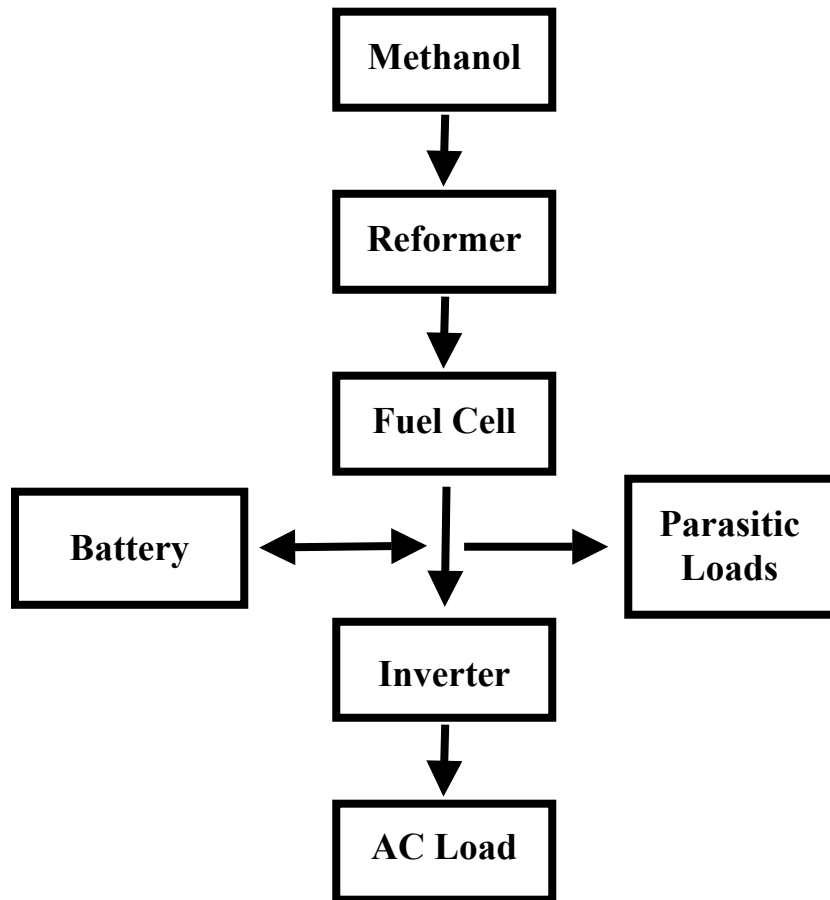 Methanol
Reformer
Fuel Cell
Battery
Parasitic
Loads
Inverter
AC Load